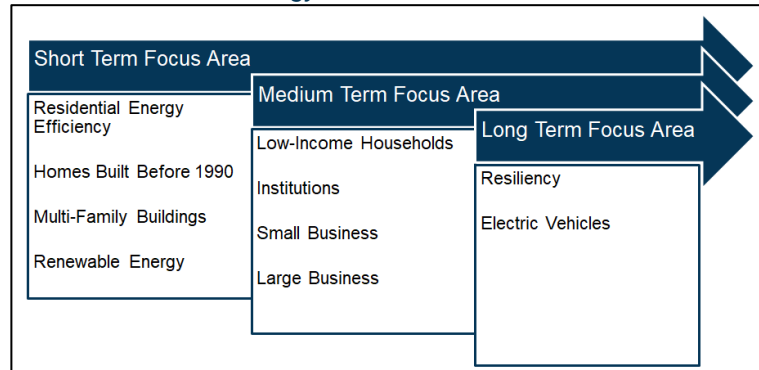 Short Term Focus Area
Residential Energy
Efficiency
Homes Built Before 1990
Multi-Family Buildings
Renewable Energy
Medium Term Focus Area
Low-Income Households
Institutions
Small Business
Large Business
Long Term Focus Area
Resiliency
Electric Vehicles